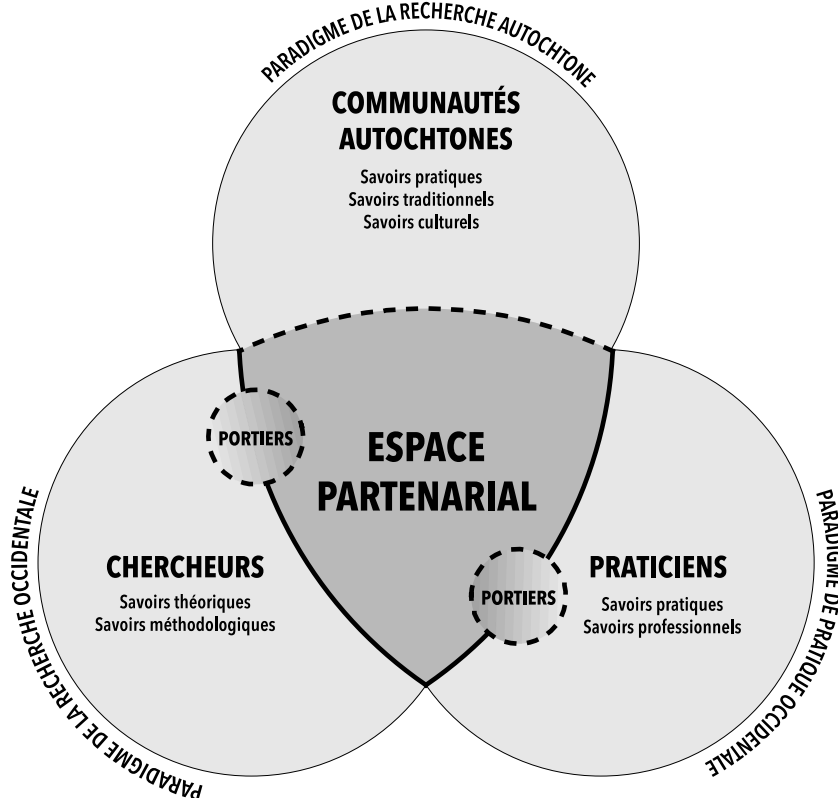 PARADIGME DE LA RECHERCHE AUTOCHTONE
COMMUNAUTÉS
AUTOCHTONES
Savoirs pratiques
Savoirs traditionnels
Savoirs culturels
PORTIERS
ESPACE
PARTENARIAL
CHERCHEURS
Savoirs théoriques
Savoirs méthodologiques
PORTIERS
PRATICIENS
Savoirs pratiques
Savoirs professionnels
PARADIGME DE LA RECHERCHE OCCIDENTALE
PARADIGME DE PRATIQUE OCCIDENTALE